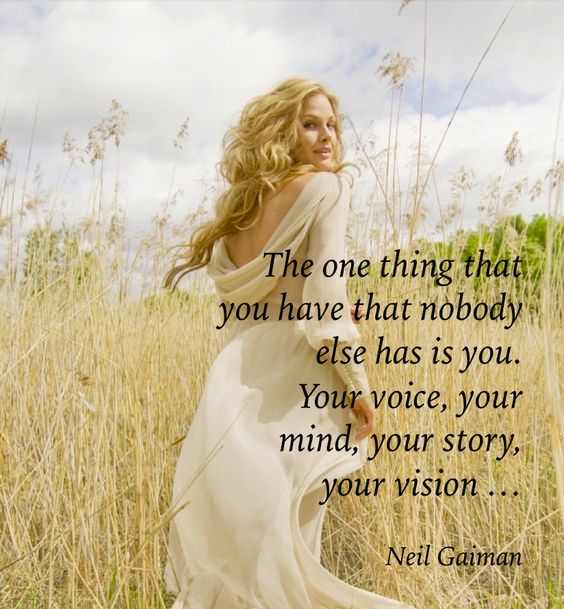 The one thing that
you have that nobody
else has is you.
Your voice, your
mind, your story,
your vision …
Neil Gaiman